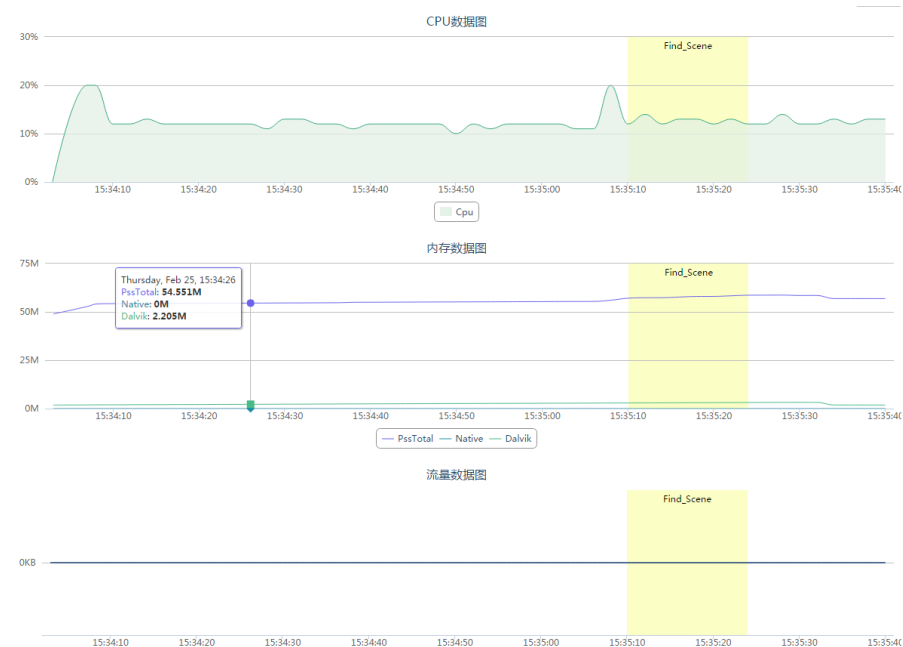 CPU数据图
30%
20%
10%
0%
Find_Scene
15:34:10 15:34:20 15:34:30 15:34:40 15:34:50 15:35:00 15:35:10 15:35:20 15:35:30 15:35:40
Cpu
内存数据图
75M
50M
25M
0M
Find_Scene
Thursday, Feb 25, 15:34:26
PssTotal: 54.551M
Native: 0M
Dalvik: 2.205M
15:34:10 15:34:20 15:34:30 15:34:40 15:34:50 15:35:00 15:35:10 15:35:20 15:35:30 15:35:40
PssTotal Native Dalvik
流量数据图
Find_Scene
0KB
15:34:10 15:34:20 15:34:30 15:34:40 15:34:50 15:35:00 15:35:10 15:35:20 15:35:30 15:35:40